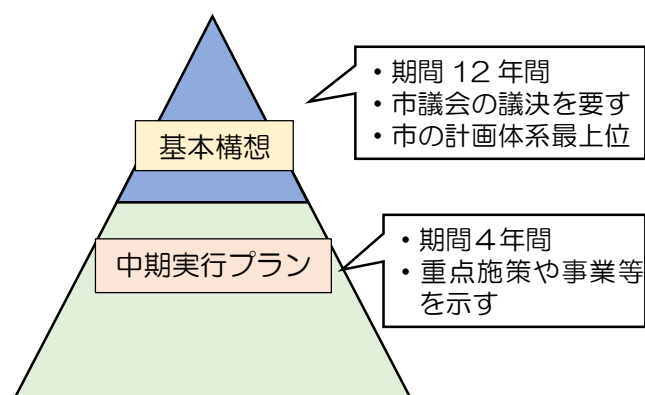 基本構想
・期間 12 年間
・市議会の議決を要す
・市の計画体系最上位
中期実行プラン
・期間４年間
・重点施策や事業等
を示す